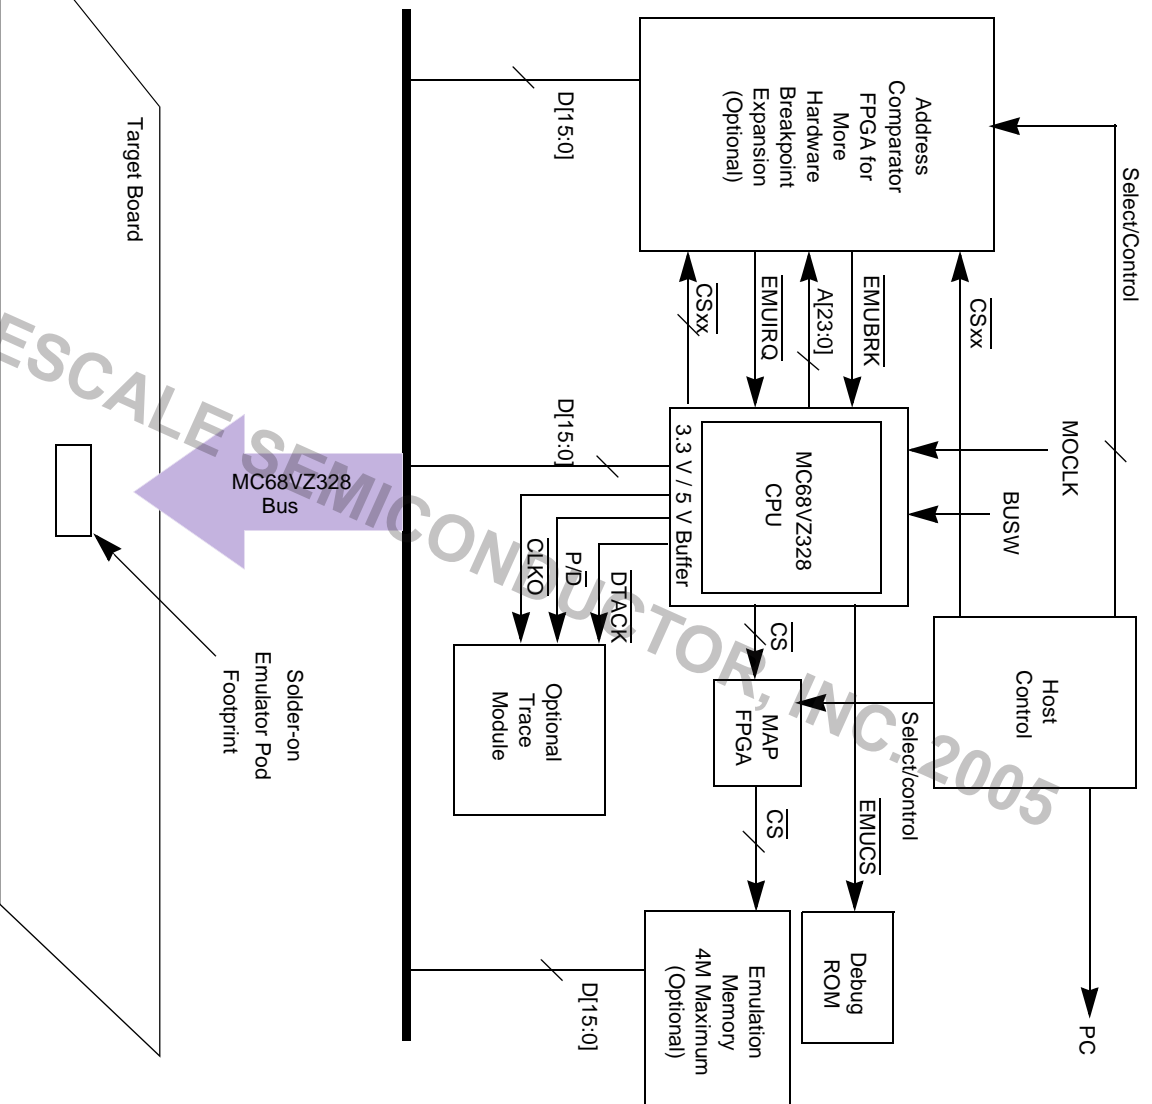 Select/Control
PC
MOCLK
BUSW
Host
Control
CSxx
Address
Comparator
FPGA for
More
Hardware
Breakpoint
Expansion
(Optional)
EMUBRK
A[23:0]
EMUIRQ
CSxx
MC68VZ328
CPU
3.3 V / 5 V Buffer
Select/control
EMUCS
CS
MAP
FPGA
CS
Debug
ROM
Emulation
Memory
4M Maximum
(Optional)
D[15:0]
D[15:0]
D[15:0]
DTACK
P/D
CLKO
Optional
Trace
Module
MC68VZ328
Bus
Solder-on
Emulator Pod
Footprint
Target Board
ESCALE SEMICONDUCTOR, INC. 2005